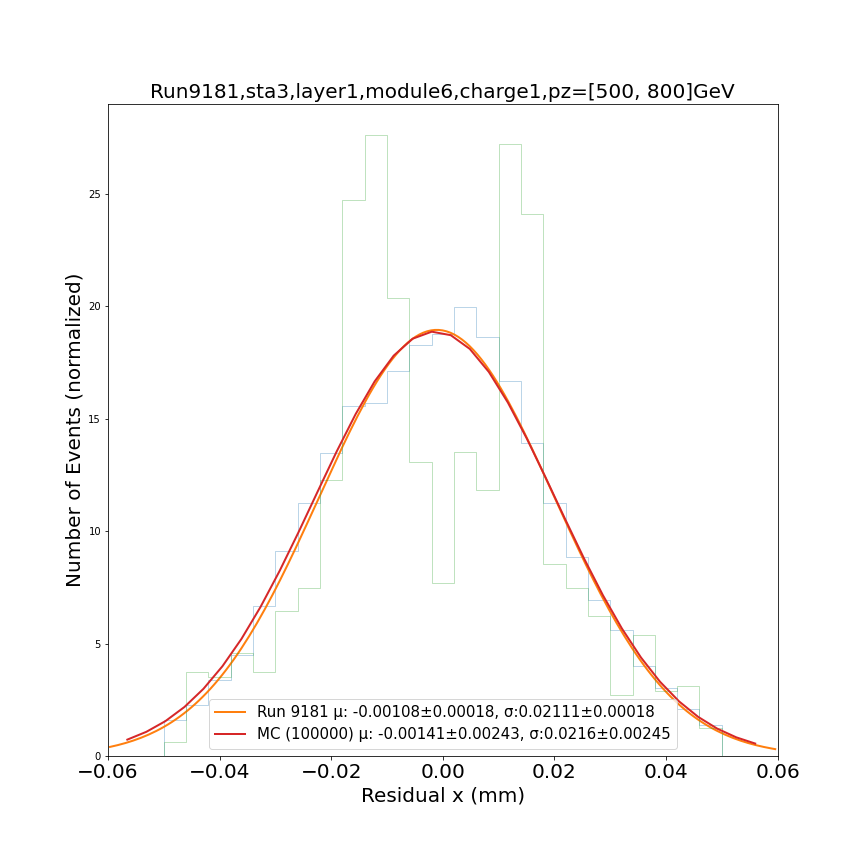 Run9181,sta3,layer1,module6,charge1,pz=[500, 800]GeV
Number of Events (normalized)
25
20
15
10
5
0
Run 9181 μ: -0.00108±0.00018, σ:0.02111±0.00018
MC (100000) μ: -0.00141±0.00243, σ:0.0216±0.00245
−0.06 −0.04 −0.02 0.00 0.02 0.04 0.06
Residual x (mm)